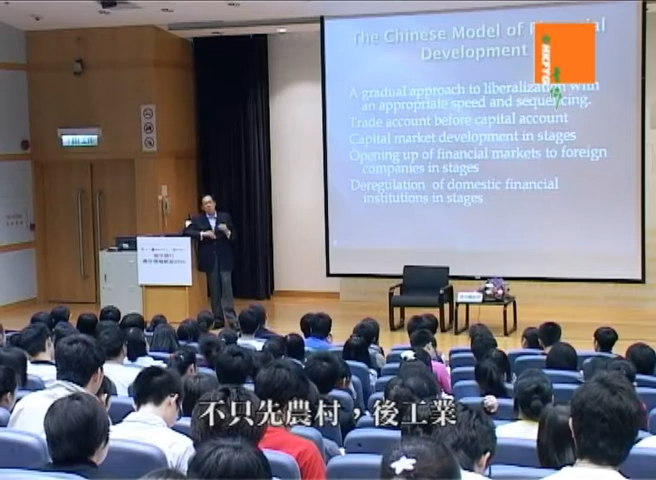 The Chinese Model of Financial
Development
HKPTC
A gradual approach to liberalization with
an appropriate speed and sequencing.
Trade account before capital account
Capital market development in stages
Opening up of financial markets to foreign
companies in stages
Deregulation of domestic financial
institutions in stages
不只先農村，後工業